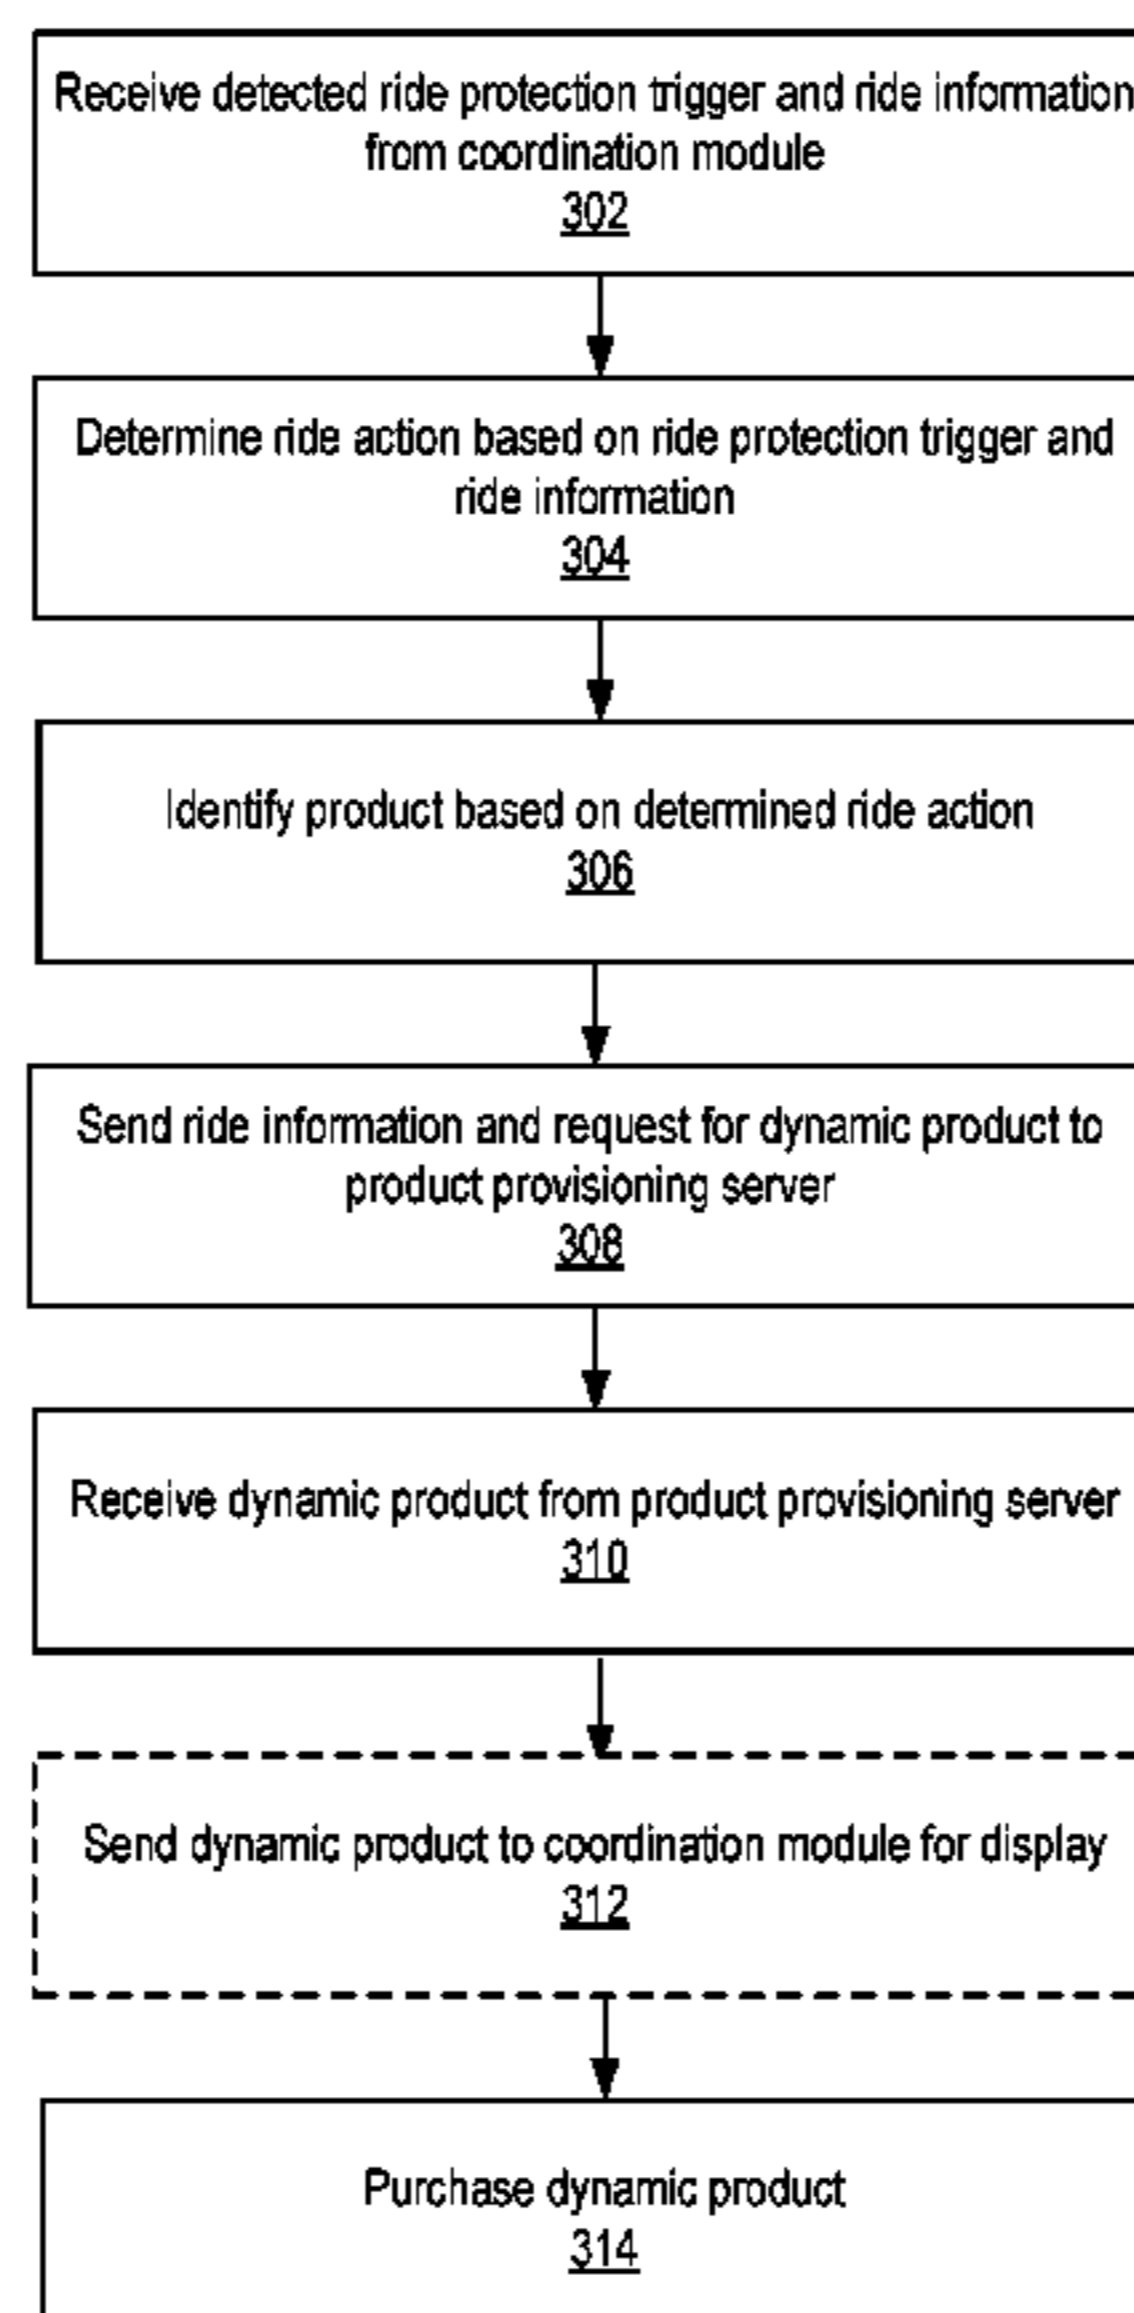 Receive detected ride protection trigger and ride information
from coordination module
302
Determine ride action based on ride protection trigger and
ride information
304
Identify product based on determined ride action
306
Send ride information and request for dynamic product to
product provisioning server
308
Receive dynamic product from product provisioning server
310
Send dynamic product to coordination module for display
312
Purchase dynamic product
314